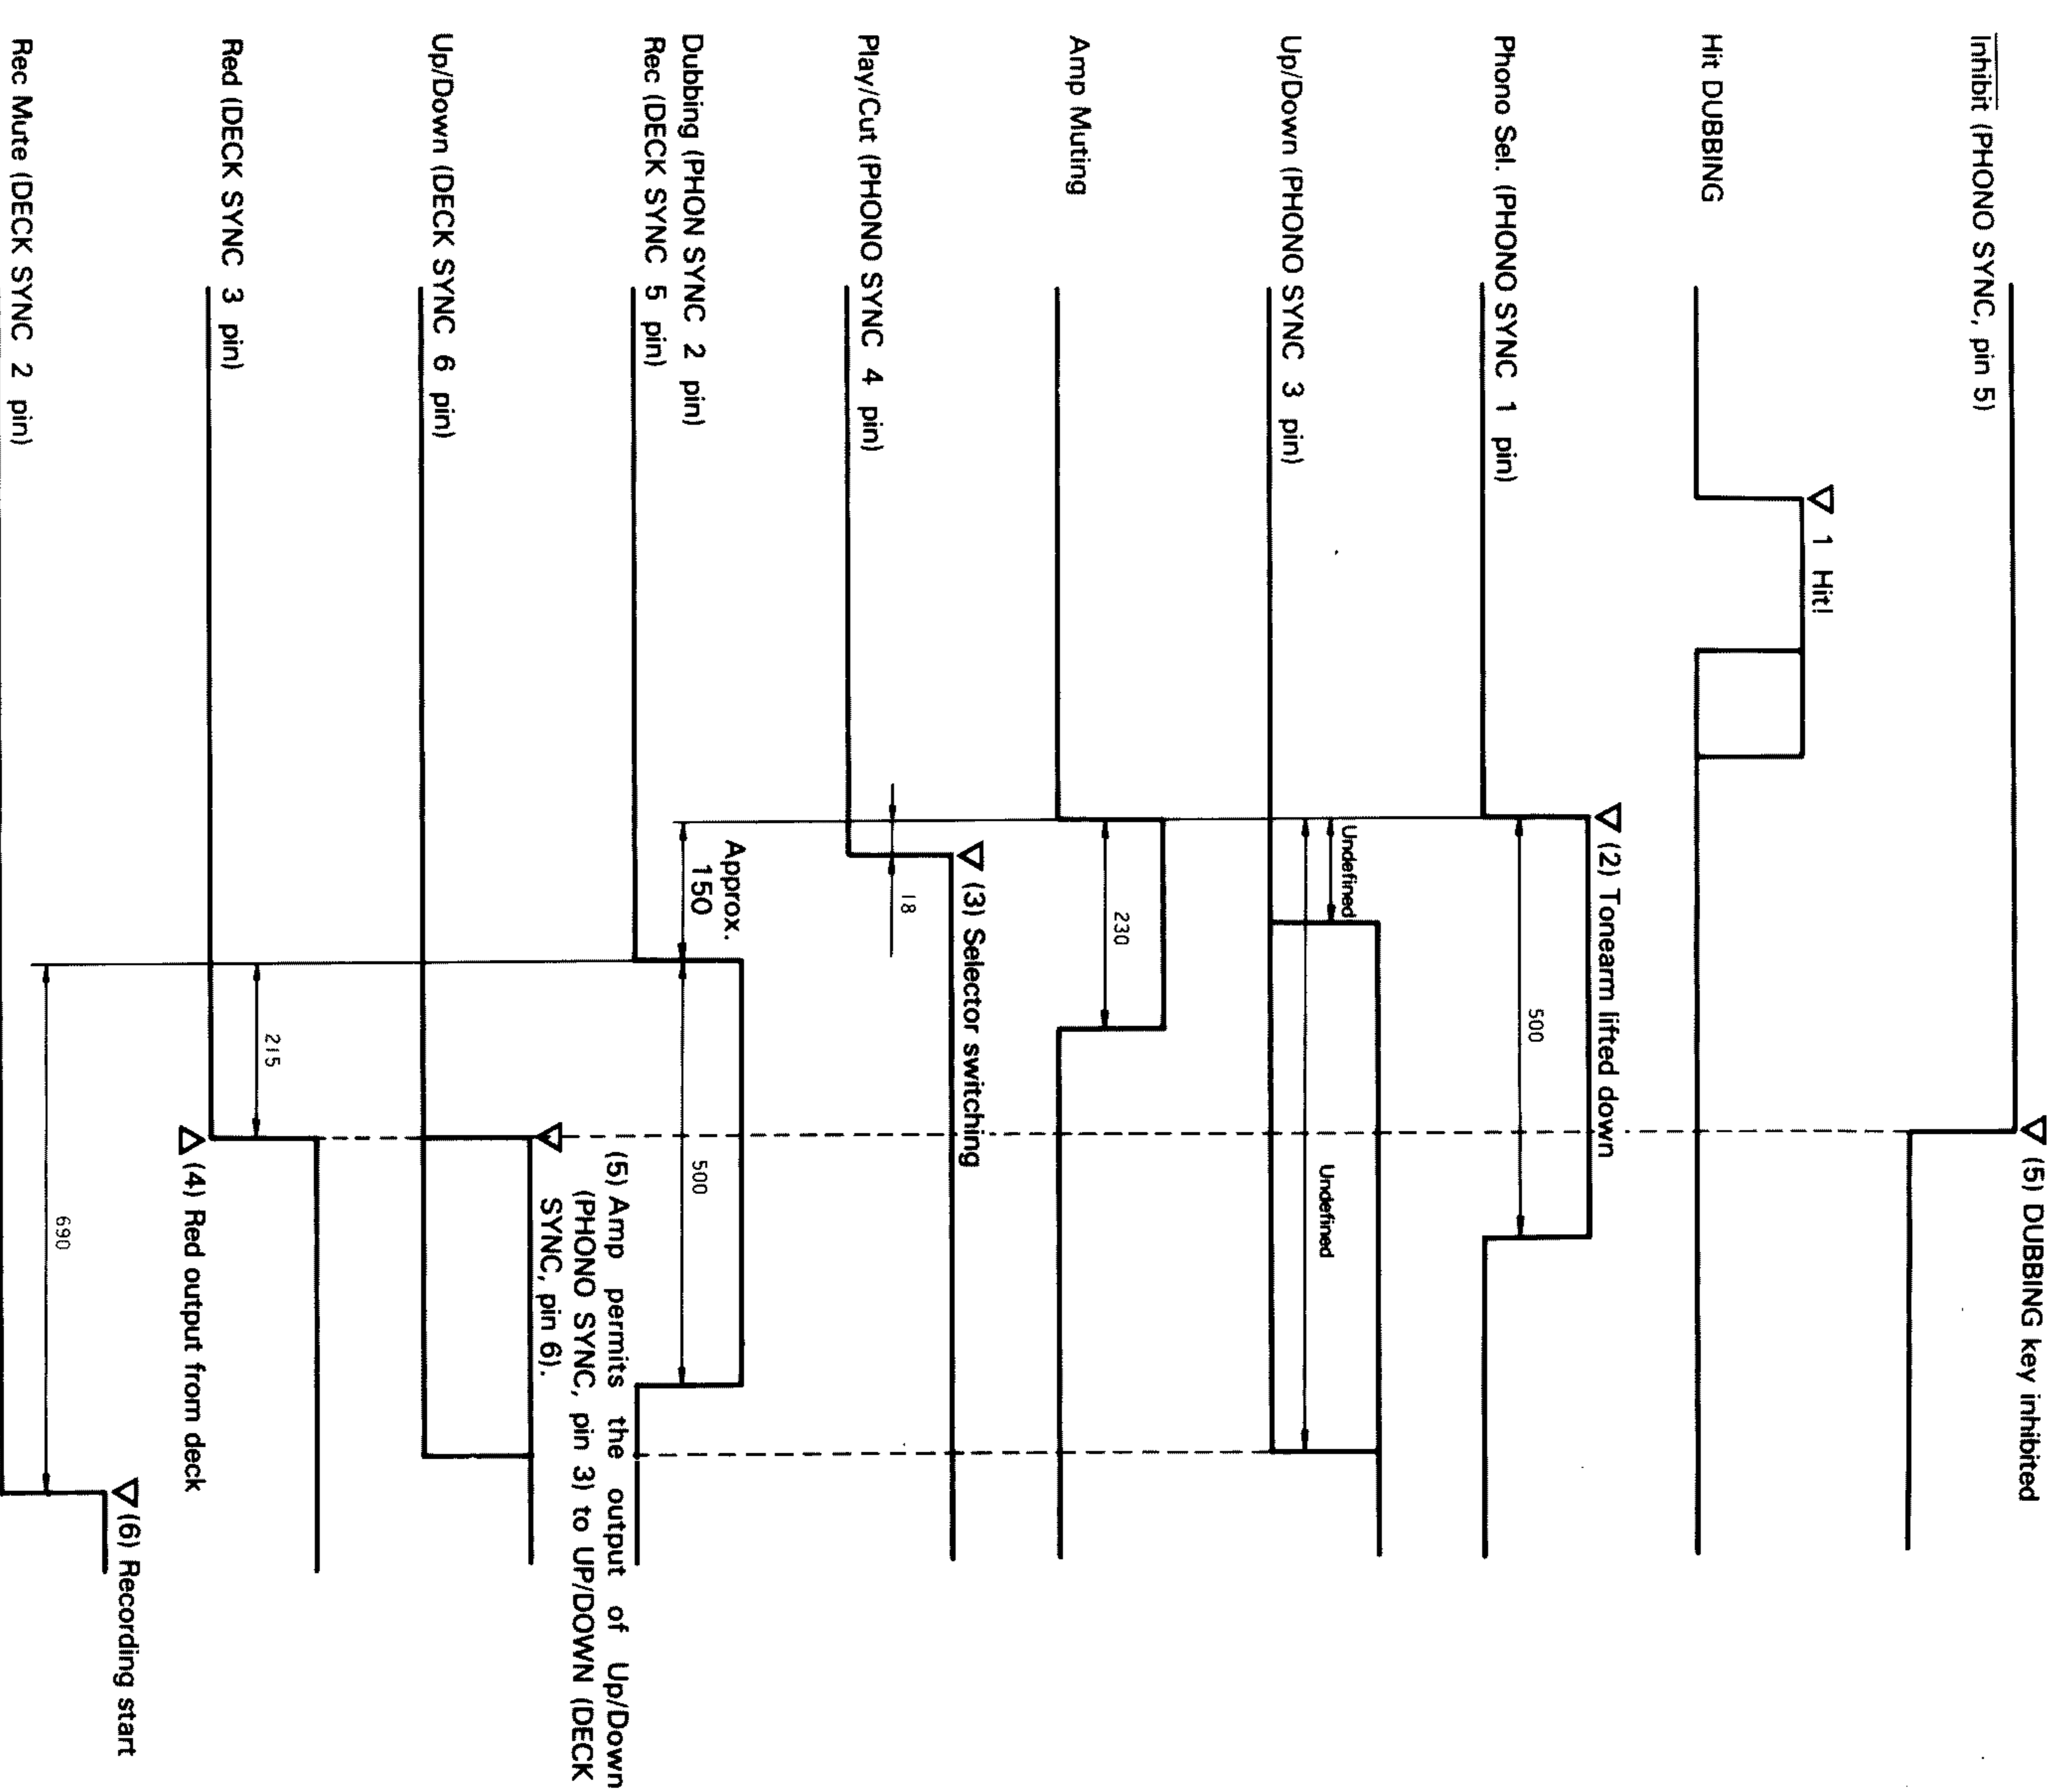 Inhibit (PHONO SYNC, pin 5)
(5) DUBBING key inhibited
Hit DUBBING
1 Hit!
Phono Sel. (PHONO SYNC 1 pin)
(2) Tonearm lifted down
500
Up/Down (PHONO SYNC 3 pin)
Undefined
Undefined
Amp Muting
230
Play/Cut (PHONO SYNC 4 pin)
(3) Selector switching
18
Dubbing (PHON SYNC 2 pin)
Rec (DECK SYNC 5 pin)
Approx.
150
500
Up/Down (DECK SYNC 6 pin)
(5) Amp permits the output of Up/Down
(PHONO SYNC, pin 3) to UP/DOWN (DECK
SYNC, pin 6).
Red (DECK SYNC 3 pin)
215
(4) Red output from deck
Rec Mute (DECK SYNC 2 pin)
690
(6) Recording start